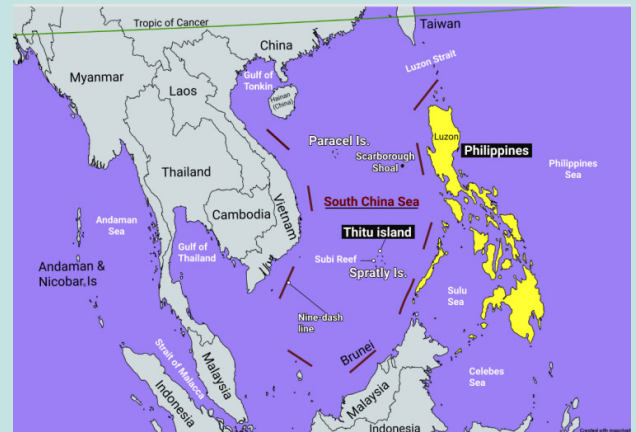 Tropic of Cancer
Taiwan
China
Luzon Strait
Myanmar
Gulf of
Tonkin
Hainan
(China)
Laos
Paracel Is.
Luzon
Scarborough
Shoal
Philippines
Philippines
Sea
Thailand
South China Sea
Andaman
Sea
Cambodia
Vietnam
Thitu island
Gulf of
Thailand
Subi Reef
Spratly Is.
Andaman &
Nicobar,Is
Sulu
Sea
Nine-dash
line
Strait of Malacca
Malaysia
Brunei
Celebes
Sea
Indonesia
Malaysia
Indonesia
Created with mapchart